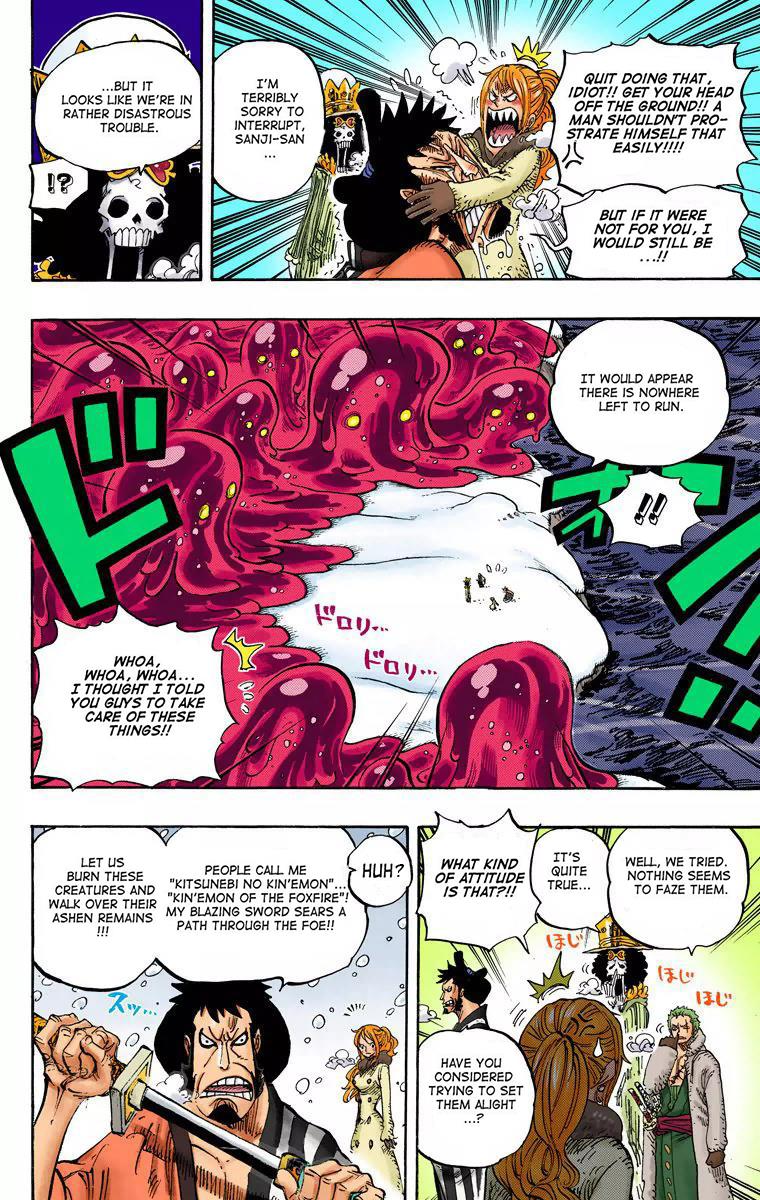 QUIT DOING THAT,
IDIOT!! GET YOUR HEAD
OFF THE GROUND!! A
MAN SHOULDN'T PRO-
STRATE HIMSELF THAT
EASILY!!!!
BUT IF IT WERE
NOT FOR YOU, I
WOULD STILL BE
...!!
I'M
TERRIBLY
SORRY TO
INTERRUPT,
SANJI-SAN
...
...BUT IT
LOOKS LIKE WE'RE IN
RATHER DISASTROUS
TROUBLE.
!?
IT WOULD APPEAR
THERE IS NOWHERE
LEFT TO RUN.
!!
ドロリ...
ドロリ...
WHOA,
WHOA, WHOA...
I THOUGHT I TOLD
YOU GUYS TO TAKE
CARE OF THESE
THINGS!!
WELL, WE TRIED.
NOTHING SEEMS
TO FAZE THEM.
IT'S
QUITE
TRUE...
WHAT KIND
OF ATTITUDE
IS THAT?!!
ほじ
ほじ
ほじ
HAVE YOU
CONSIDERED
TRYING TO SET
THEM ALIGHT
...?
HUH?
PEOPLE CALL ME
"KITSUNEBI NO KIN'EMON"...
"KIN'EMON OF THE FOXFIRE"!
MY BLAZING SWORD SEARS A
PATH THROUGH THE FOE!!
LET US
BURN THESE
CREATURES AND
WALK OVER THEIR
ASHEN REMAINS
!!!
スッ...